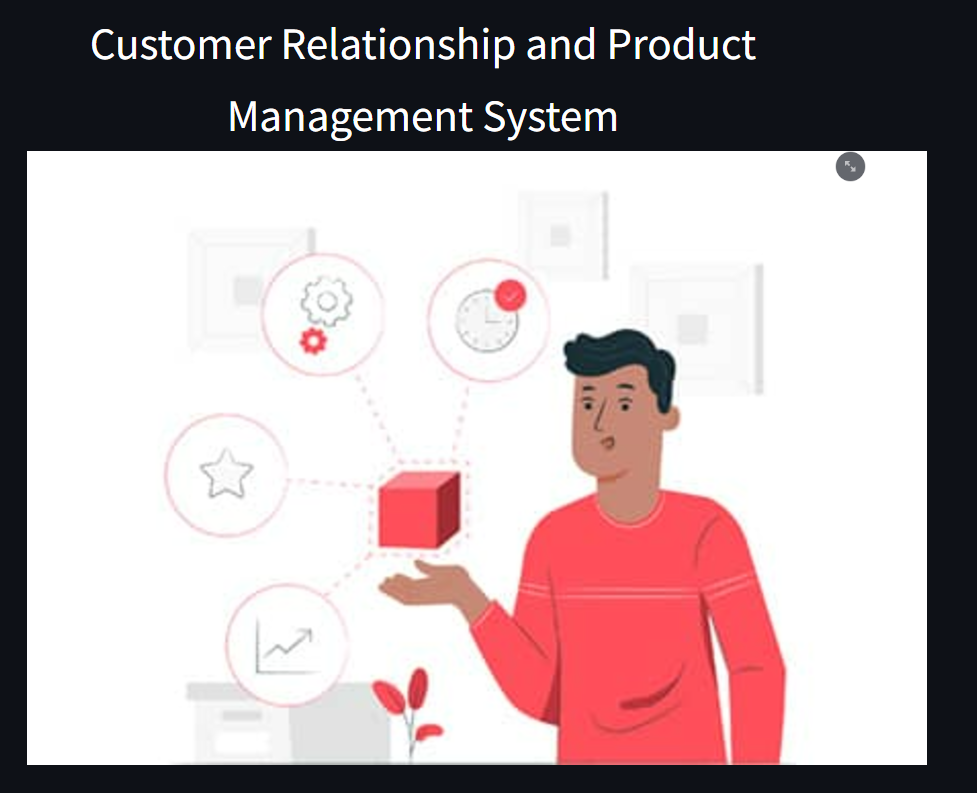 Customer Relationship and Product
Management System